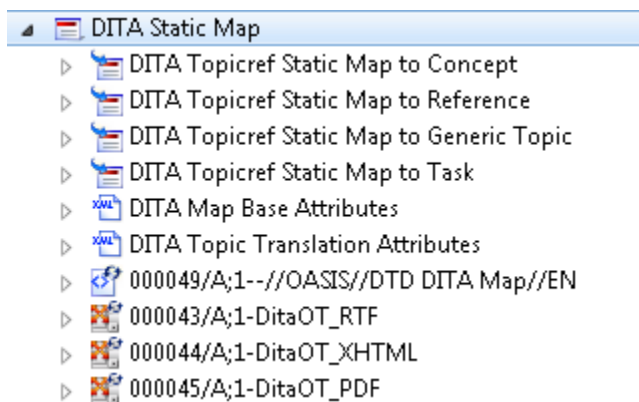 DITA Static Map
DITA Topicref Static Map to Concept
DITA Topicref Static Map to Reference
DITA Topicref Static Map to Generic Topic
DITA Topicref Static Map to Task
DITA Map Base Attributes
DITA Topic Translation Attributes
000049/A;1--//OASIS//DTD DITA Map//EN
000043/A;1-DitaOT_RTF
000044/A;1-DitaOT_XHTML
000045/A;1-DitaOT_PDF